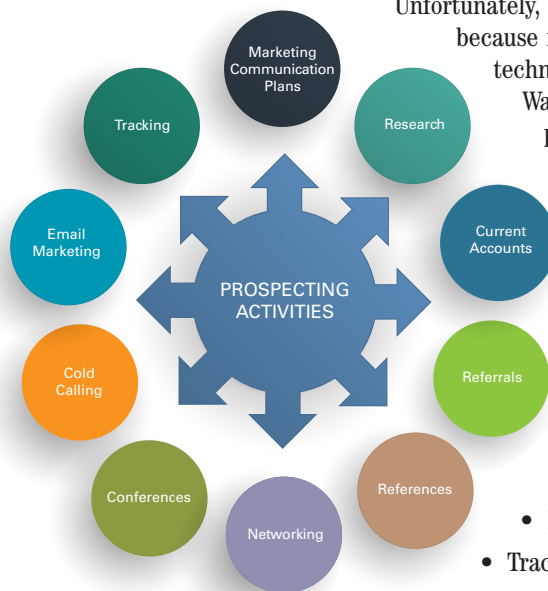 Unfortunately,
because
techn
Wa
Marketing
Communication
Plans
Tracking
Research
Email
Marketing
Current
Accounts
PROSPECTING
ACTIVITIES
Cold
Calling
Referrals
Conferences
References
Networking
•
• Trac